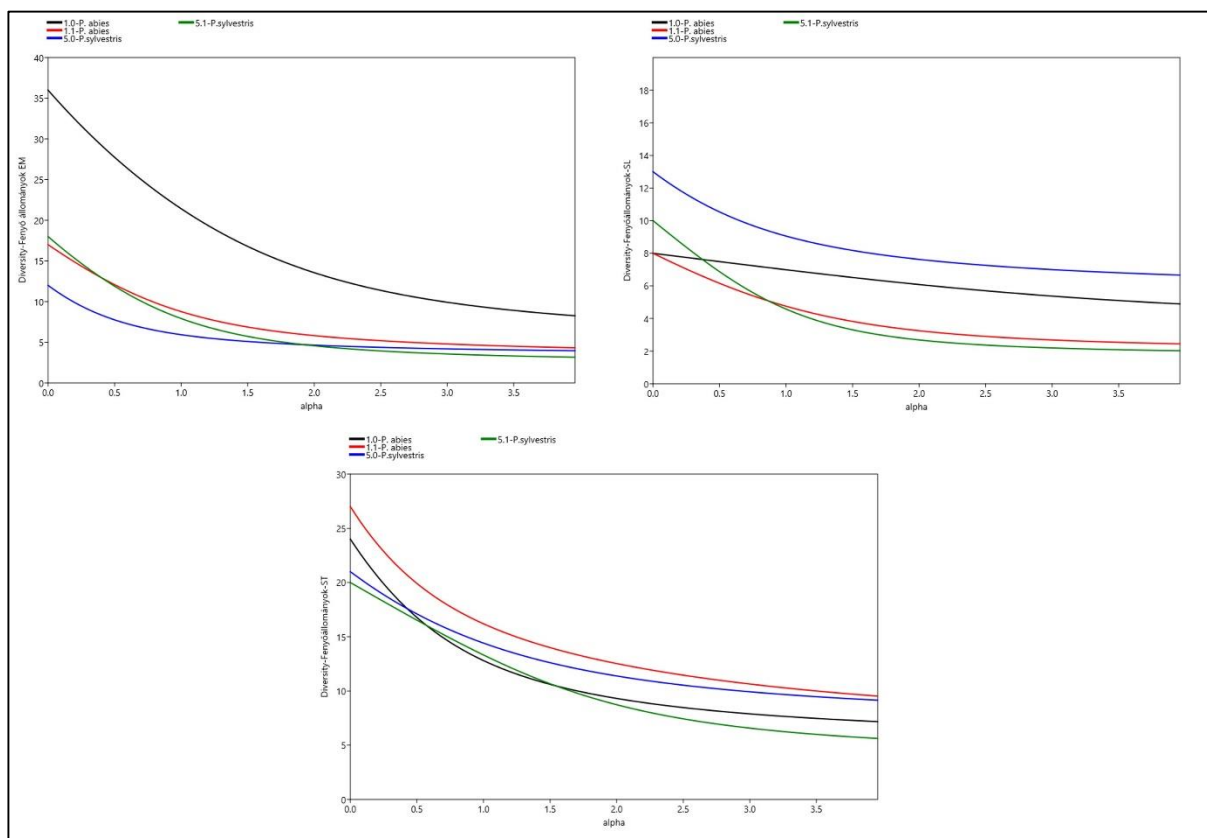 1.0-P. abies
1.1-P. abies
5.0-P.sylvestris
5.1-P.sylvestris
Diversity-Fenyő állományok EM
40
35
30
25
20
15
10
5
0
0.0 0.5 1.0 1.5 2.0 2.5 3.0 3.5
alpha
1.0-P. abies
1.1-P. abies
5.0-P.sylvestris
5.1-P.sylvestris
Diversity-Fenyőállományok-SL
18
16
14
12
10
8
6
4
2
0
0.0 0.5 1.0 1.5 2.0 2.5 3.0 3.5
alpha
1.0-P. abies
1.1-P. abies
5.0-P.sylvestris
5.1-P.sylvestris
Diversity-Fenyőállományok-ST
30
25
20
15
10
5
0
0.0 0.5 1.0 1.5 2.0 2.5 3.0 3.5
alpha